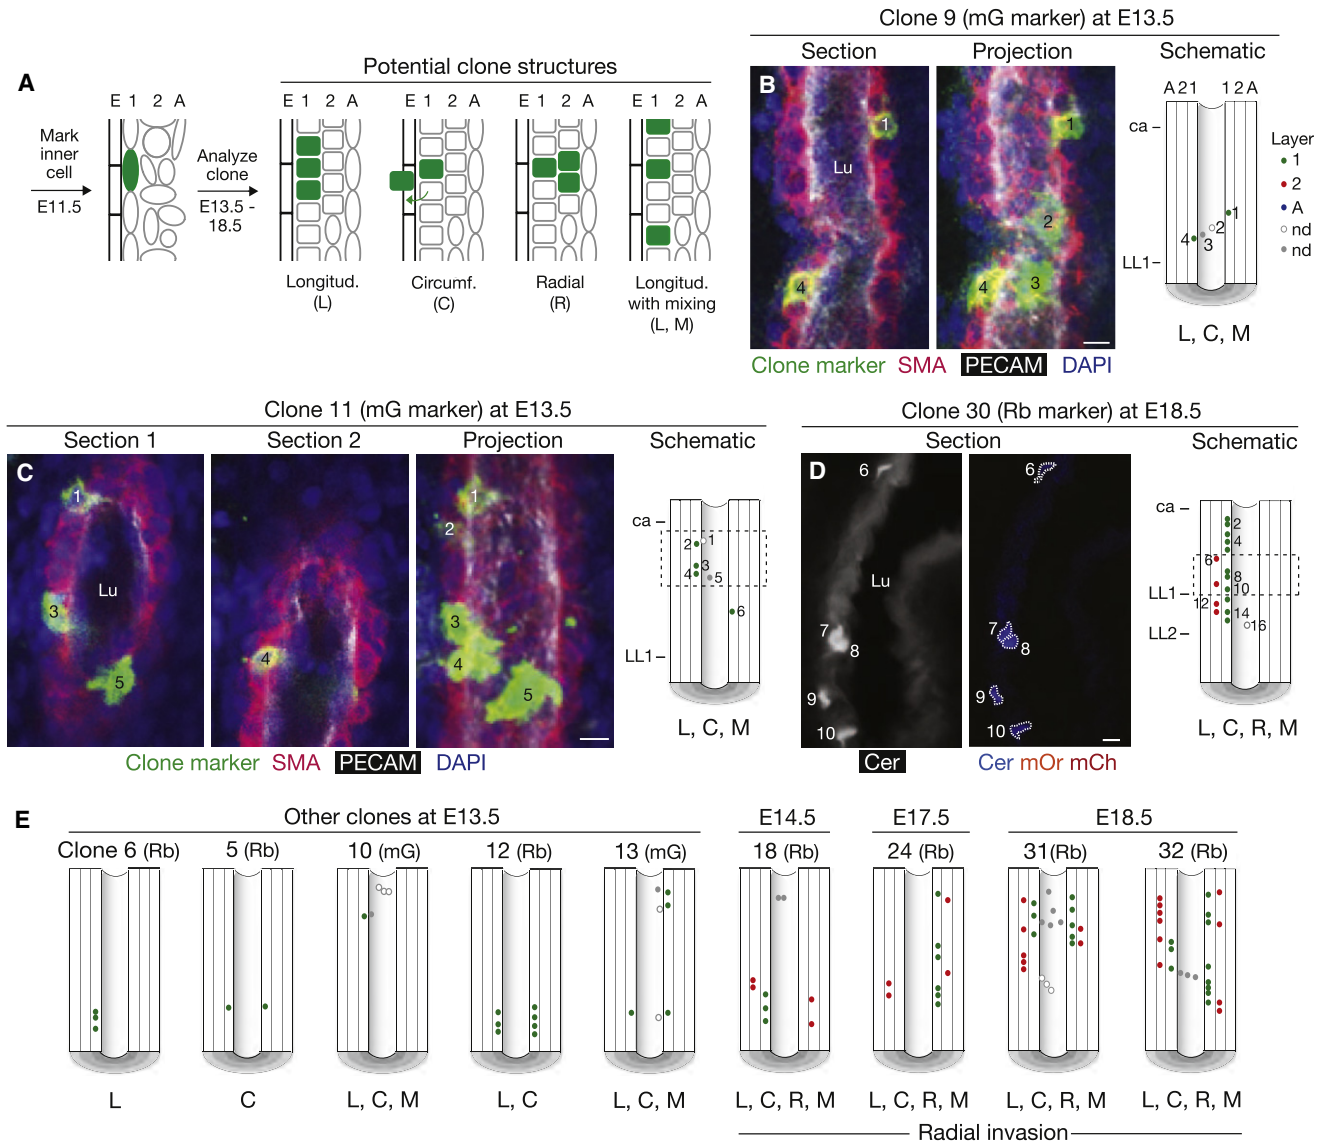 A
Potential clone structures
E 1 2 A
E 1 2 A
E 1 2 A
E 1 2 A
E 1 2 A
Mark
inner
cell
E11.5
Analyze
clone
E13.5 -
18.5
Longitud.
(L)
Circumf.
(C)
Radial
(R)
Longitud.
with mixing
(L, M)
Clone 9 (mG marker) at E13.5
Section
Projection
Schematic
B
1
Lu
4
1
2
4
3
A 2 1
1 2 A
ca
LL1
1
2
3
4
Layer
1
2
A
nd
nd
L, C, M
Clone marker SMA PECAM DAPI
Clone 11 (mG marker) at E13.5
Section 1
Section 2
Projection
Schematic
C
1
3
Lu
5
4
1
2
3
4
5
ca
LL1
1
2
3
4
5
6
L, C, M
Clone marker SMA PECAM DAPI
Clone 30 (Rb marker) at E18.5
Section
Schematic
D
6
Lu
7
8
9
10
6
7
8
9
10
Cer
Cer mOr mCh
ca
LL1
LL2
2
4
6
8
10
12
14
16
L, C, R, M
E
Other clones at E13.5
E14.5
E17.5
E18.5
Clone 6 (Rb)
5 (Rb)
10 (mG)
12 (Rb)
13 (mG)
18 (Rb)
24 (Rb)
31(Rb)
32 (Rb)
L
C
L, C, M
L, C
L, C, M
L, C, R, M
L, C, R, M
L, C, R, M
L, C, R, M
Radial invasion